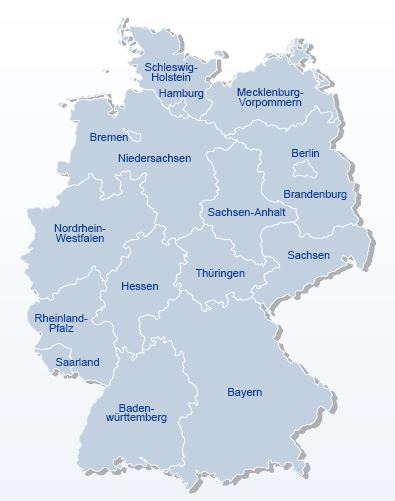 Schleswig-
Holstein
Hamburg
Mecklenburg-
Vorpommern
Bremen
Niedersachsen
Berlin
Brandenburg
Sachsen-Anhalt
Nordrhein-
Westfalen
Sachsen
Thüringen
Hessen
Rheinland-
Pfalz
Saarland
Bayern
Baden-
württemberg